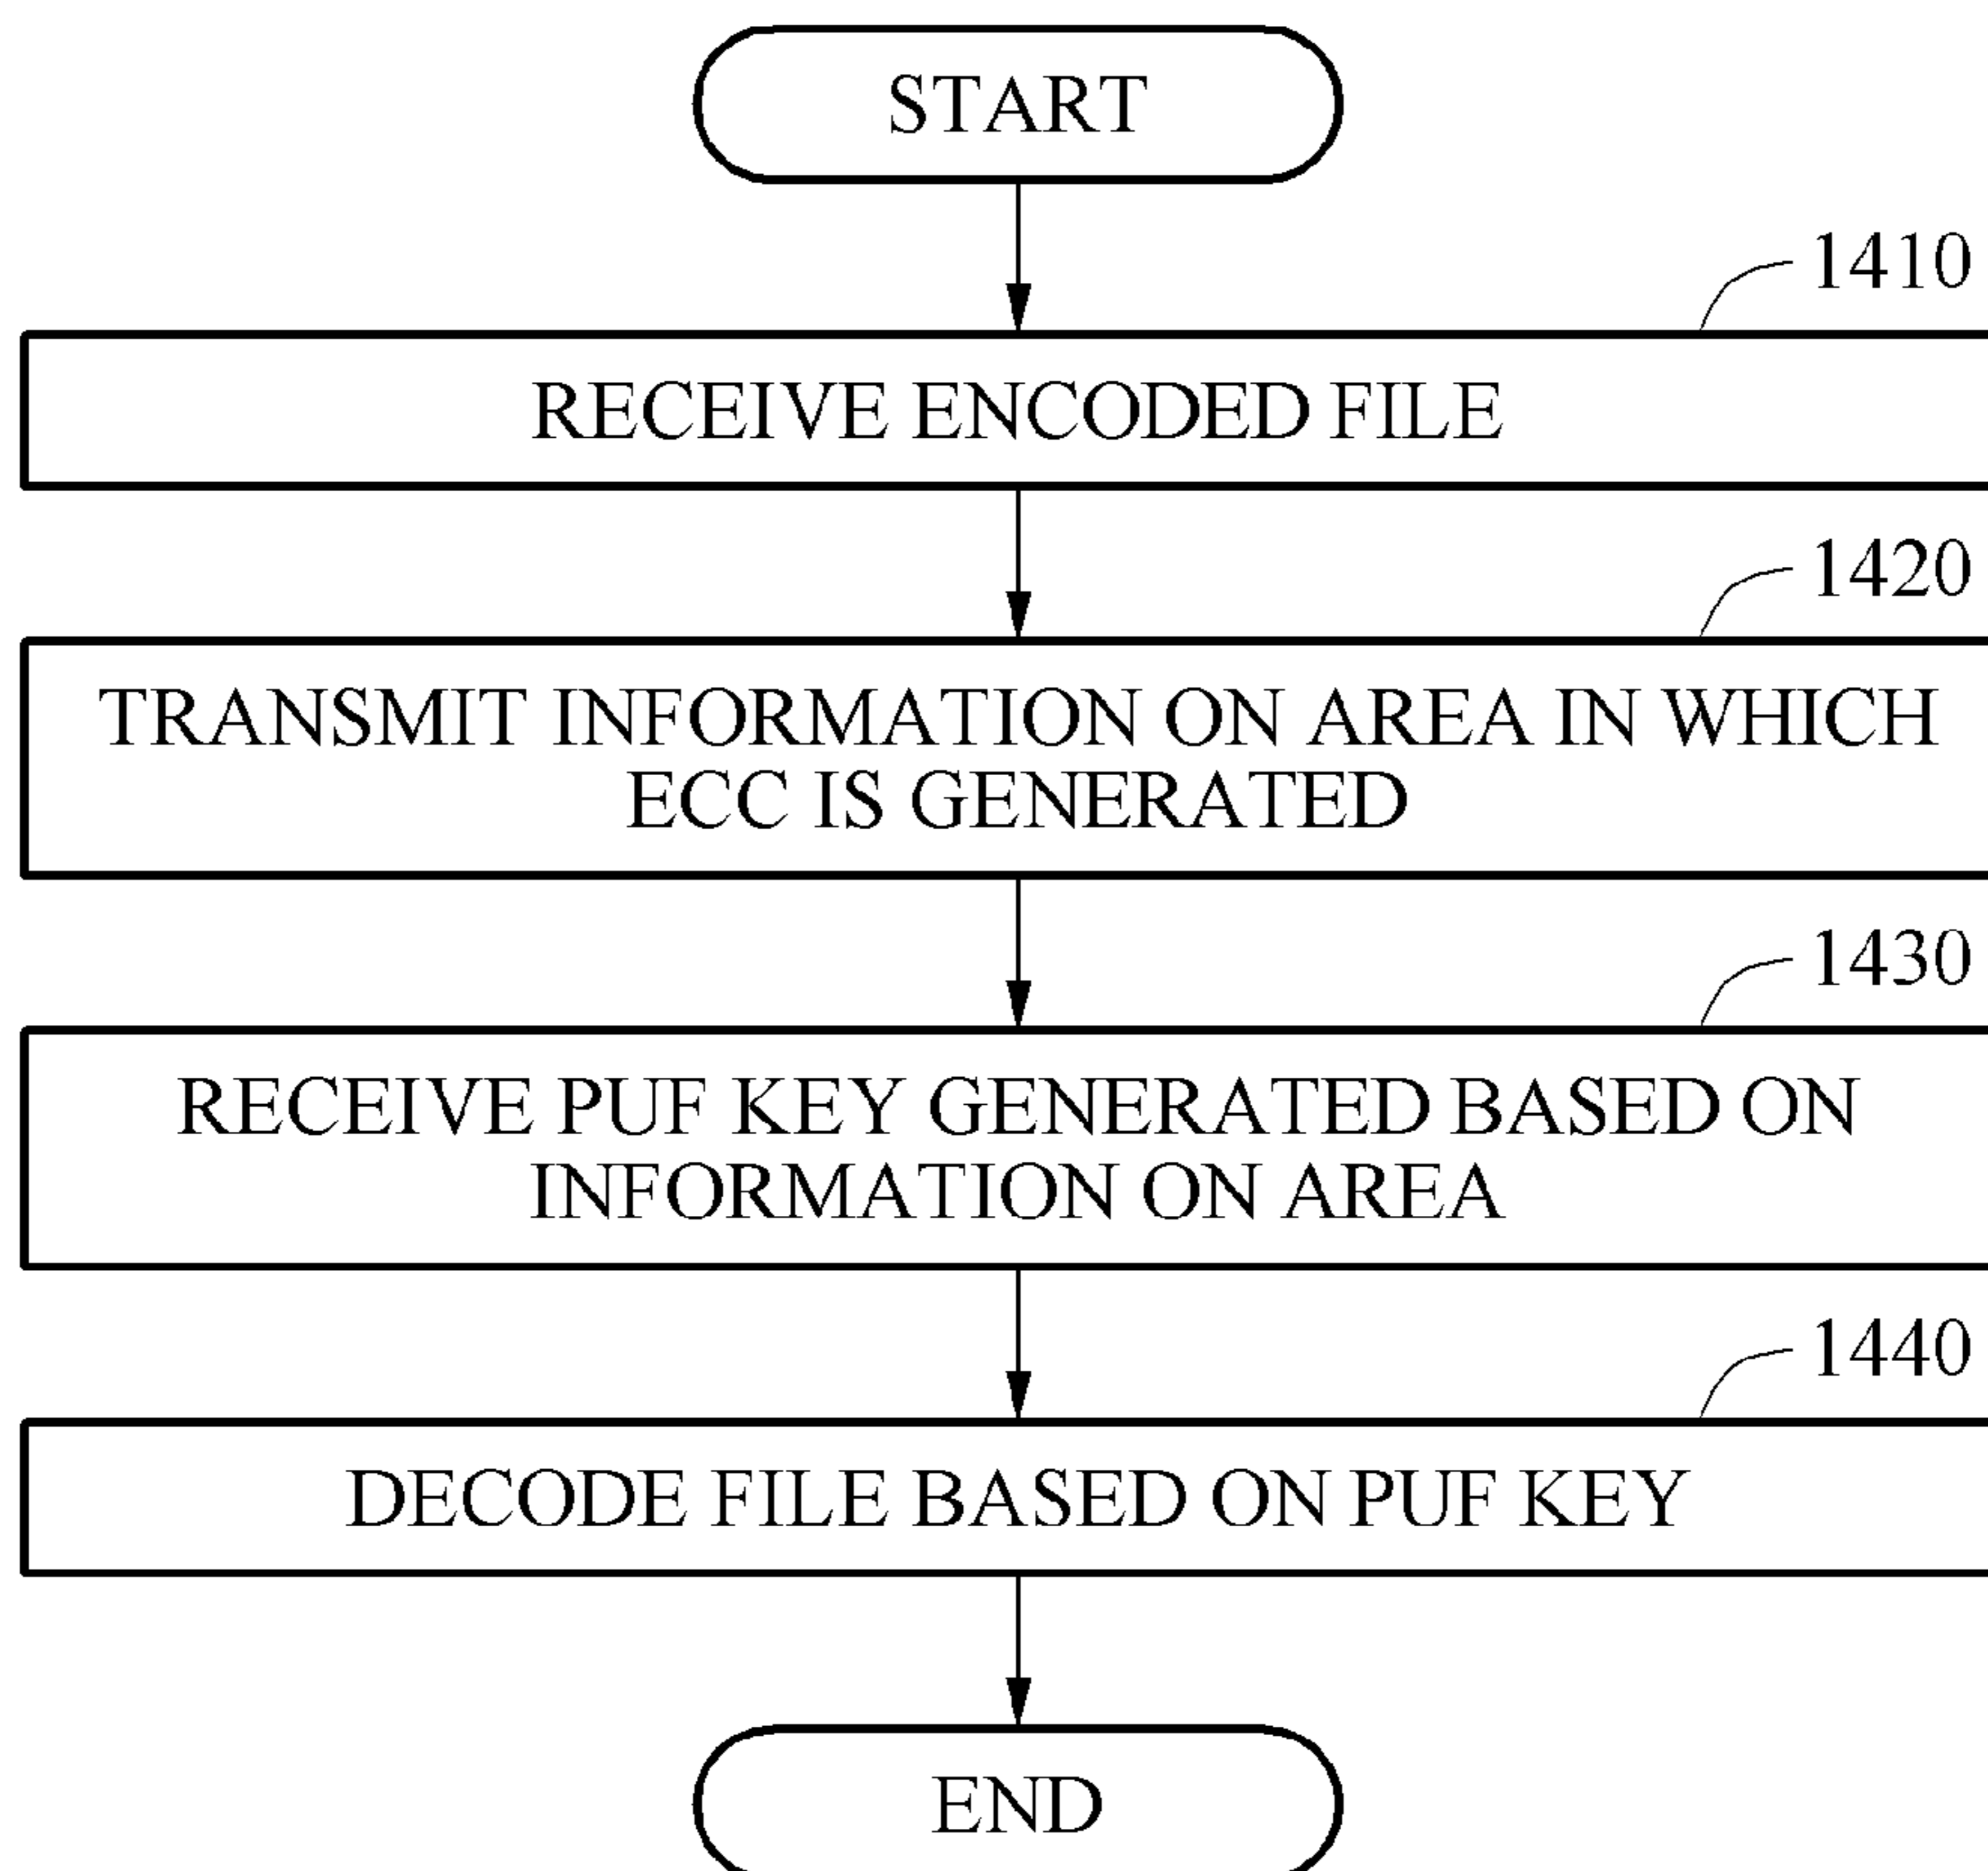 START
1410
RECEIVE ENCODED FILE
1420
TRANSMIT INFORMATION ON AREA IN WHICH
ECC IS GENERATED
1430
RECEIVE PUF KEY GENERATED BASED ON
INFORMATION ON AREA
1440
DECODE FILE BASED ON PUF KEY
END